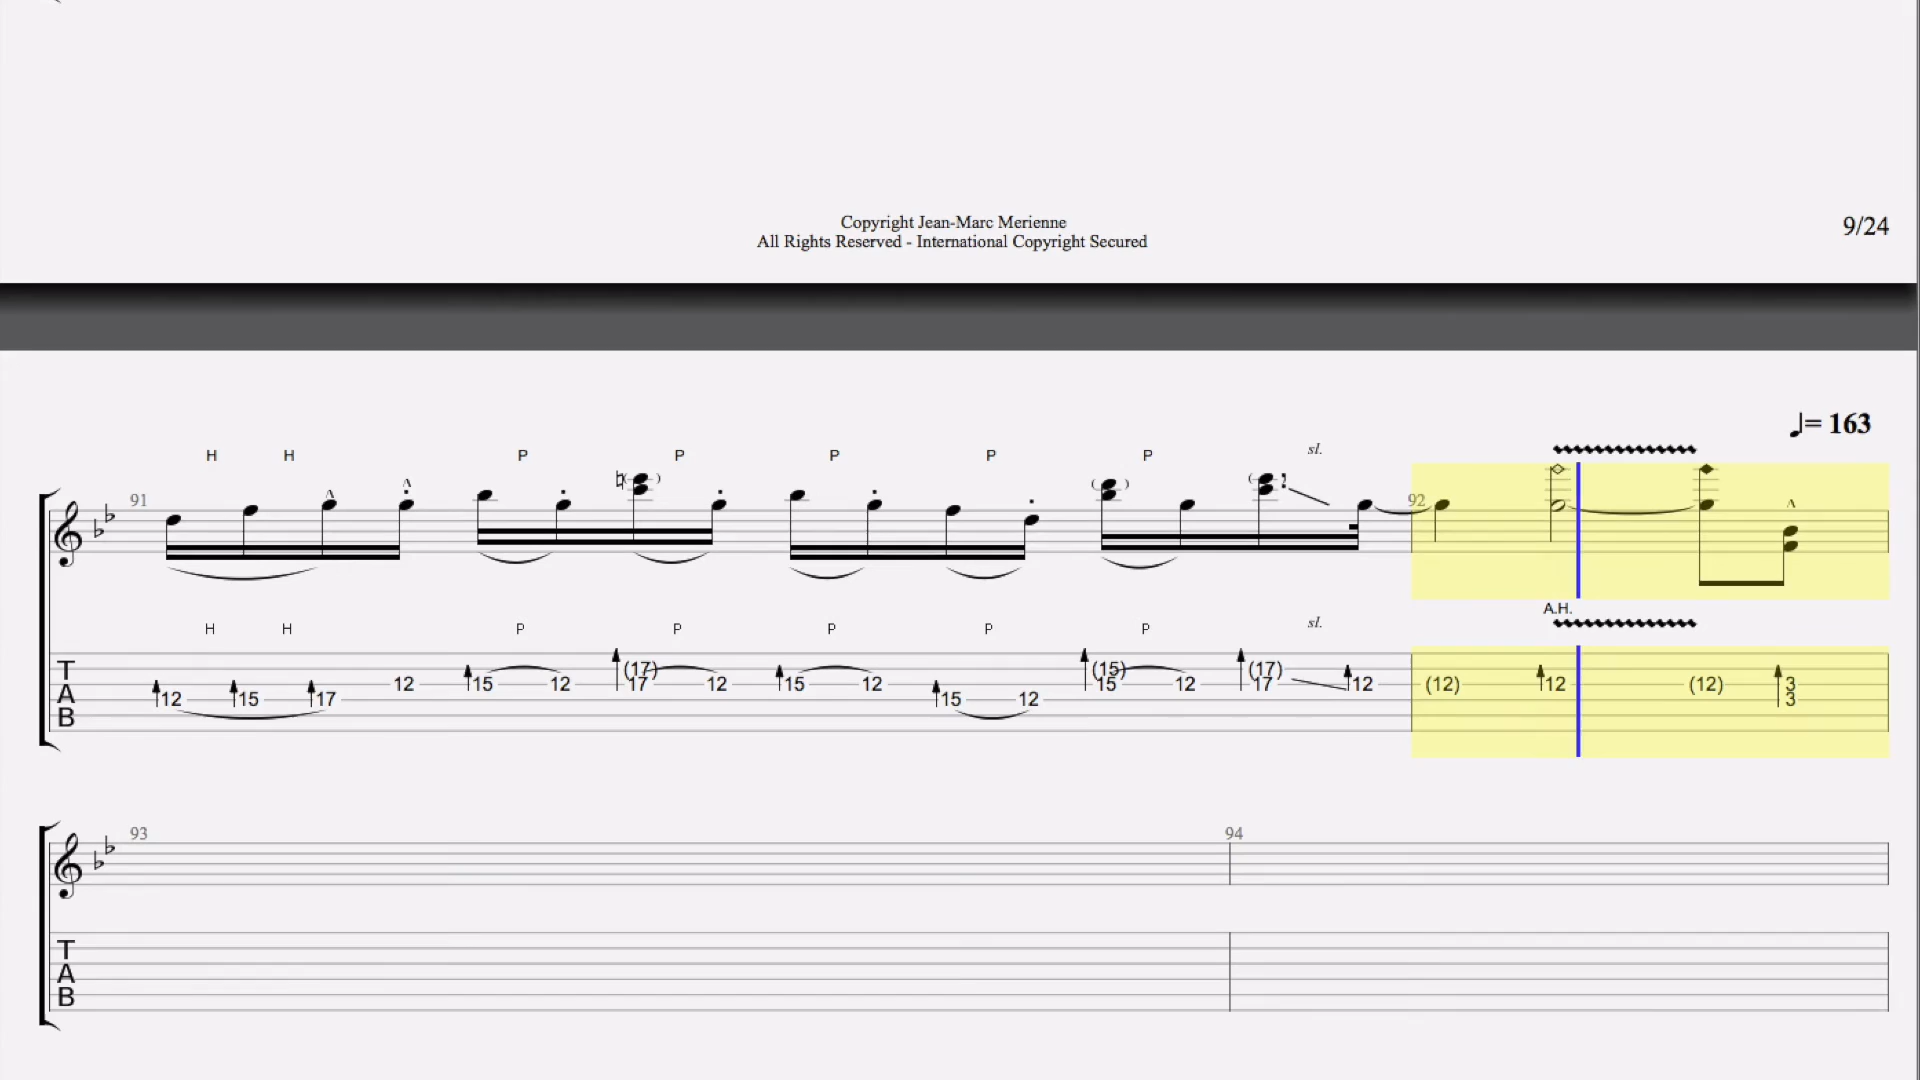 Copyright Jean-Marc Merienne
All Rights Reserved - International Copyright Secured
9/24
♩= 163
H H P P P P P sl.
91 92
A.H.
H H P P P P P sl.
(17) (15) (17)
12 15 17 12 15 12 17 12 15 12 15 12 15 12 17 12 (12) 12 (12) 3
3
T
A
B
93 94
T
A
B